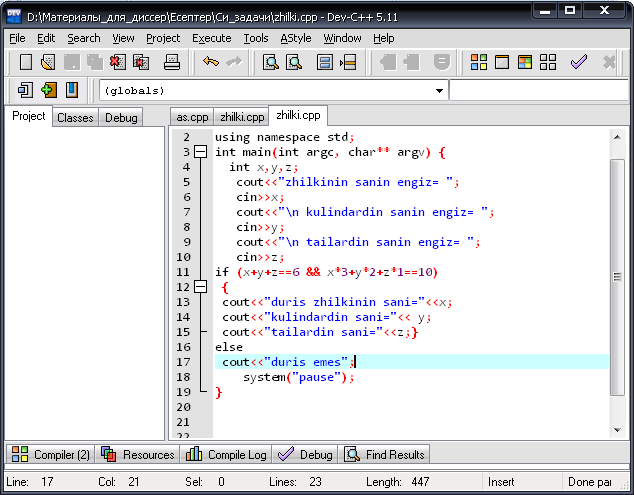 D:\Материалы_для_диссер\Есептер\Си_задачи\zhilki.cpp - Dev-C++ 5.11
File Edit Search View Project Execute Tools AStyle Window Help
(globals)
Project Classes Debug as.cpp zhilki.cpp zhilki.cpp
2 using namespace std;
3 int main(int argc, char** argv) {
4 int x,y,z;
5 cout<<"zhilkinin sanin engiz= ";
6 cin>>x;
7 cout<<"\n kulindardin sanin engiz= ";
8 cin>>y;
9 cout<<"\n tailardin sanin engiz= ";
10 cin>>z;
11 if (x+y+z==6 && x*3+y*2+z*1==10)
12 {
13 cout<<"duris zhilkinin sani="<<x;
14 cout<<"kulindardin sani="<< y;
15 cout<<"tailardin sani="<<z;}
16 else
17 cout<<"duris emes";
18 system("pause");
19 }
20
21
22
Compiler (2) Resources Compile Log Debug Find Results
Line: 17 Col: 21 Sel: 0 Lines: 23 Length: 447 Insert Done par